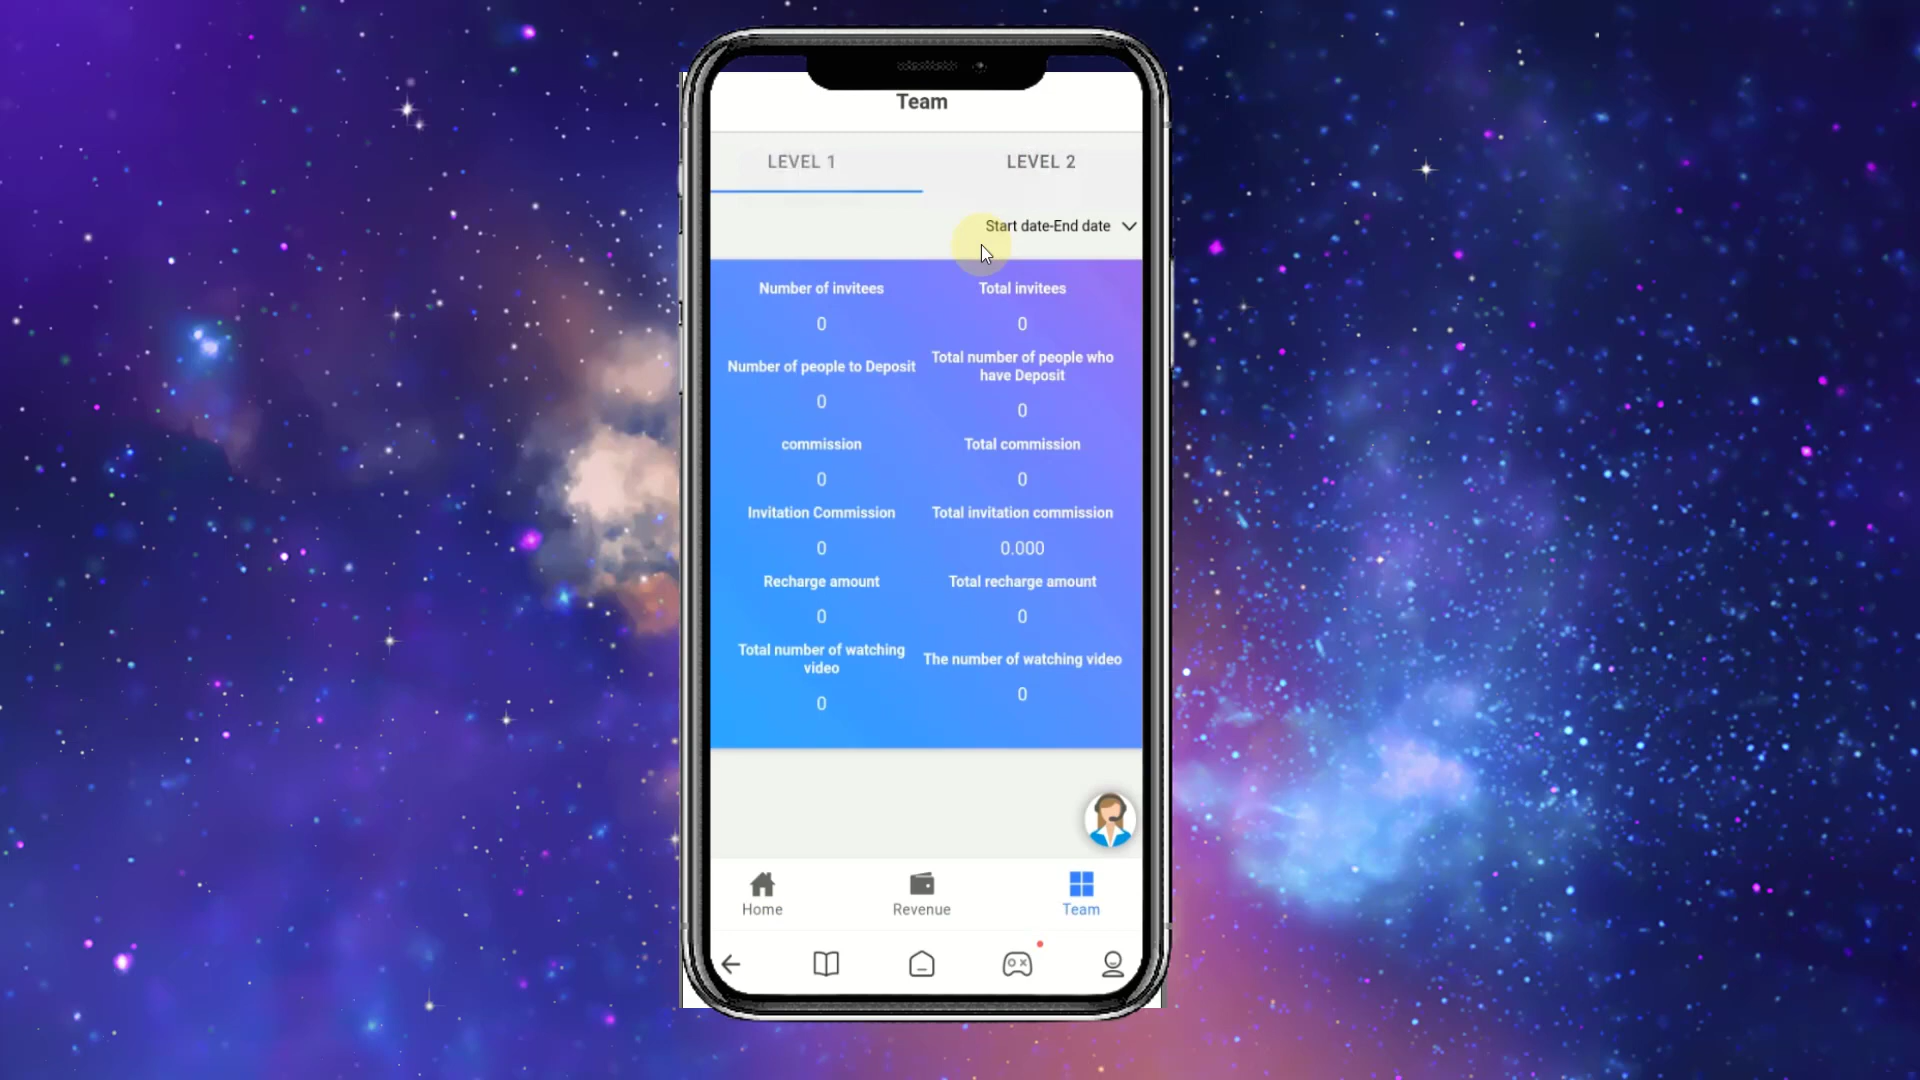 Team
LEVEL 1
LEVEL 2
Start date-End date
Number of invitees
Total invitees
0
0
Number of people to Deposit
Total number of people who
have Deposit
0
0
commission
Total commission
0
0
Invitation Commission
Total invitation commission
0
0.000
Recharge amount
Total recharge amount
0
0
Total number of watching
video
The number of watching video
0
0
Home
Revenue
Team